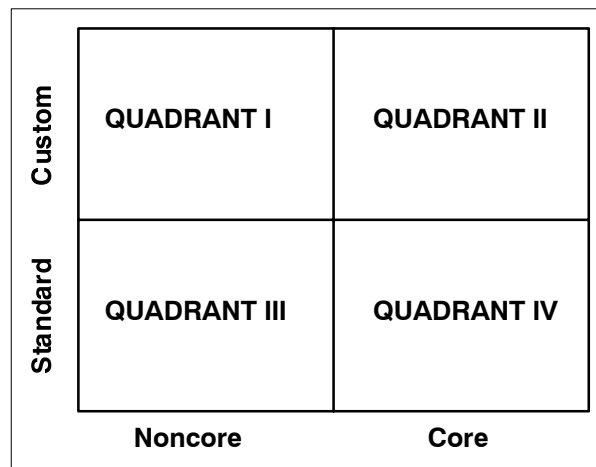 Custom
QUADRANT I
QUADRANT II
Standard
QUADRANT III
QUADRANT IV
Noncore
Core